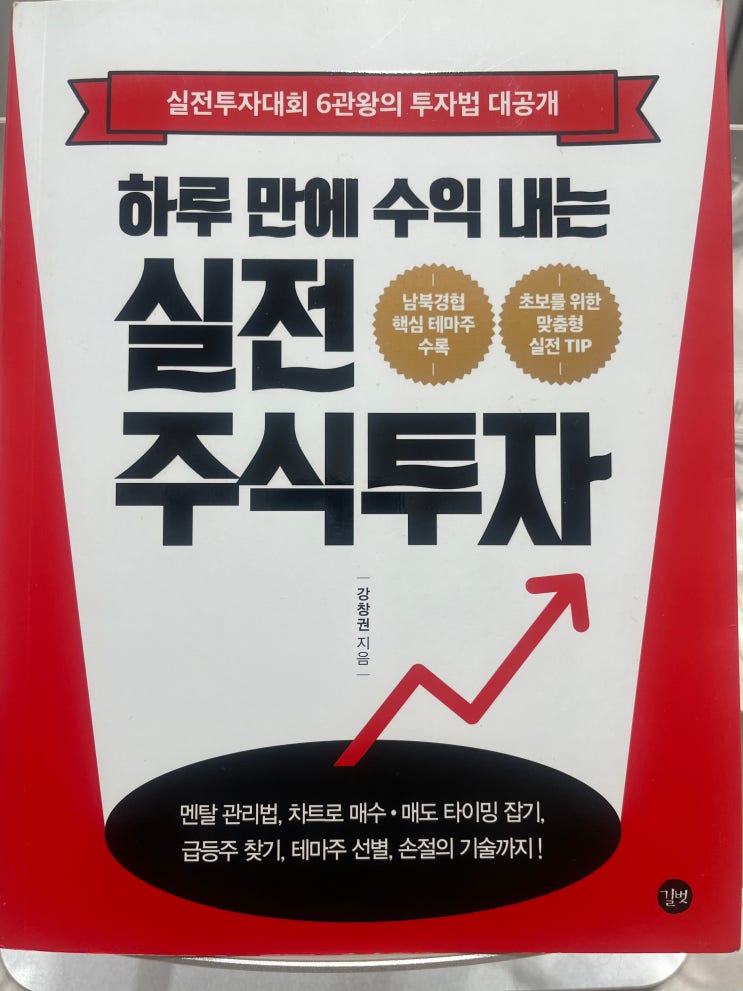 실전투자대회 6관왕의 투자법 대공개
하루 만에 수익 내는
실전
남북경협
핵심 테마주
수록
초보를 위한
맞춤형
실전 TIP
주식투자
강창권 지음
멘탈 관리법, 차트로 매수·매도 타이밍 잡기,
급등주 찾기, 테마주 선별, 손절의 기술까지!
길벗